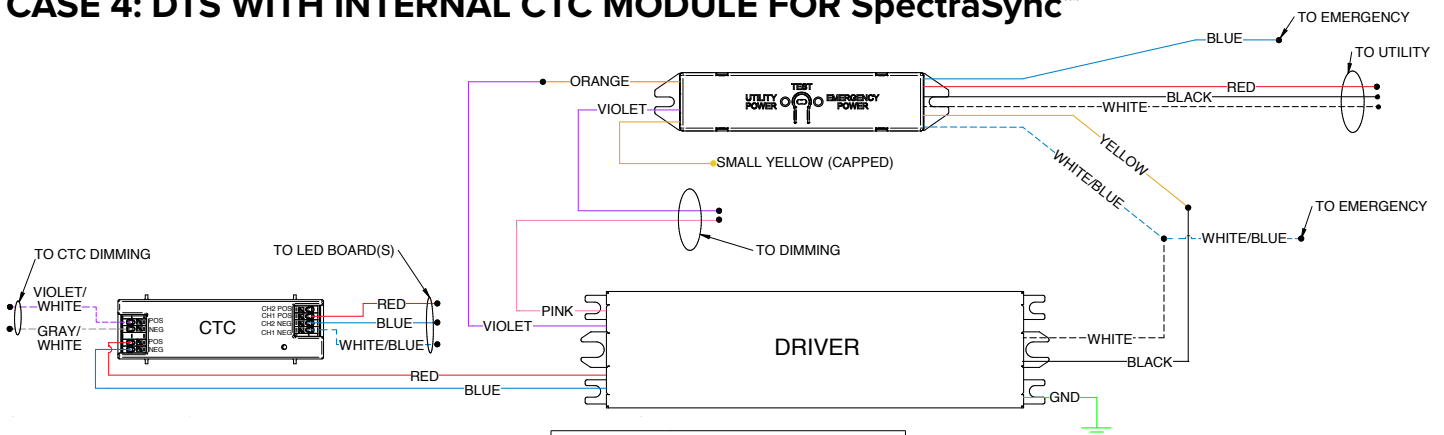 CASE 4: DTS WITH INTERNAL CTC MODULE FOR SpectraSync™
TO EMERGENCY
BLUE
TO UTILITY
ORANGE
TEST
UTILITY POWER
EMERGENCY POWER
RED
BLACK
WHITE
VIOLET
YELLOW
SMALL YELLOW (CAPPED)
WHITE/BLUE
TO EMERGENCY
WHITE/BLUE
TO DIMMING
TO CTC DIMMING
TO LED BOARD(S)
VIOLET/
WHITE
GRAY/
WHITE
POS
NEG
POS
NEG
CTC
CH2 POS
CH1 POS
CH2 NEG
CH1 NEG
RED
BLUE
WHITE/BLUE
PINK
VIOLET
DRIVER
WHITE
BLACK
RED
BLUE
GND